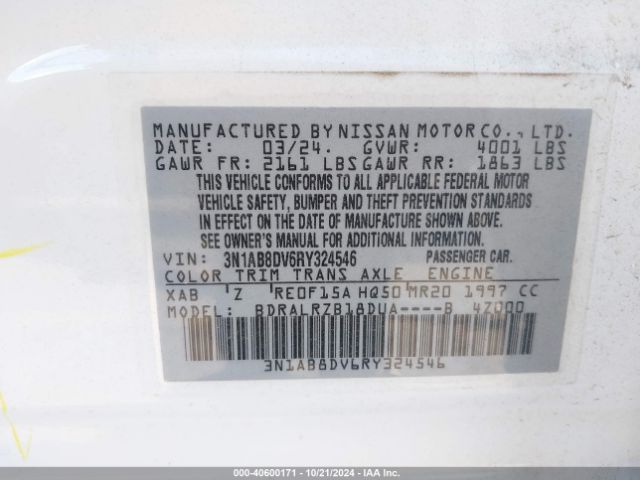 MANUFACTURED BY NISSAN MOTOR CO., LTD.
DATE: 03/24. GVWR: 4001 LBS
GAWR FR: 2161 LBS GAWR RR: 1863 LBS
THIS VEHICLE CONFORMS TO ALL APPLICABLE FEDERAL MOTOR
VEHICLE SAFETY, BUMPER AND THEFT PREVENTION STANDARDS
IN EFFECT ON THE DATE OF MANUFACTURE SHOWN ABOVE.
SEE OWNER'S MANUAL FOR ADDITIONAL INFORMATION.
VIN: 3N1AB8DV6RY324546 PASSENGER CAR.
COLOR TRIM TRANS AXLE ENGINE
XAB Z RE0F15A HQ50 MR20 1997 CC
MODEL: BDRALRZB18DUA----B 4Z000
3N1AB8DV6RY324546
000-40600171 - 10/21/2024 - IAA Inc.